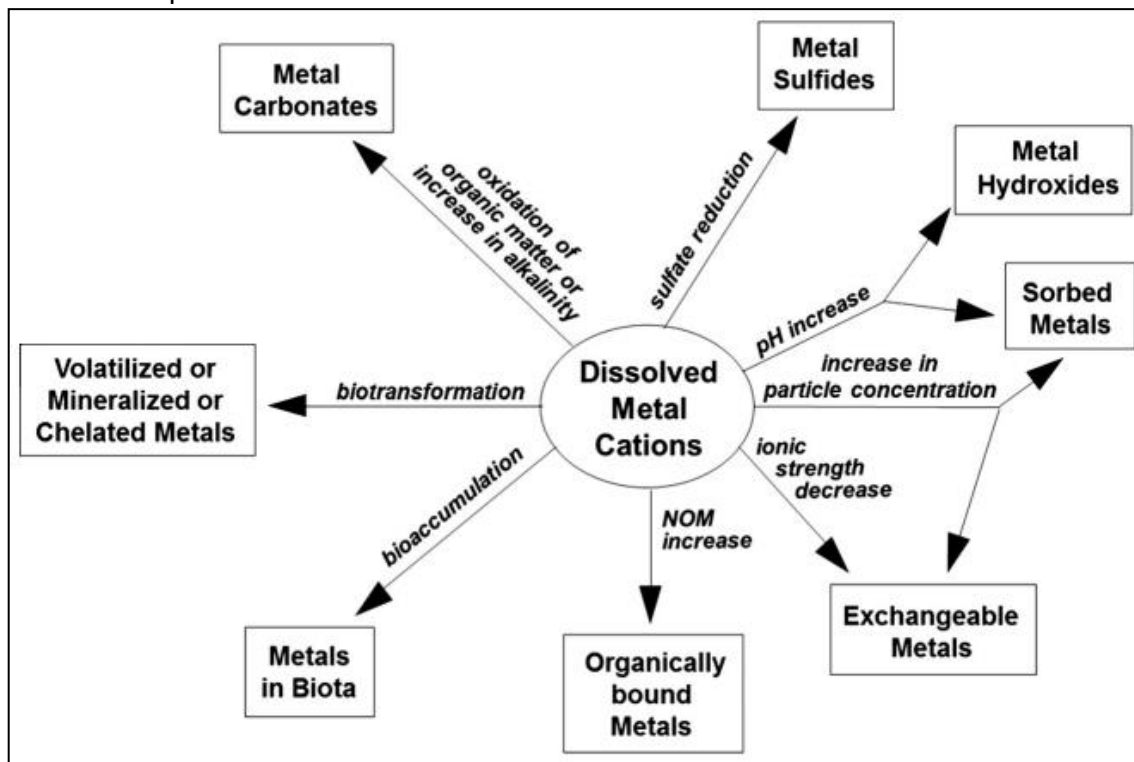 Metal
Carbonates
Metal
Sulfides
Metal
Hydroxides
Sorbed
Metals
oxidation of
organic matter or
increase in alkalinity
sulfate reduction
pH increase
increase in
particle concentration
Volatilized or
Mineralized or
Chelated Metals
biotransformation
Dissolved
Metal
Cations
ionic
strength
decrease
bioaccumulation
NOM
increase
Metals
in Biota
Organically
bound
Metals
Exchangeable
Metals